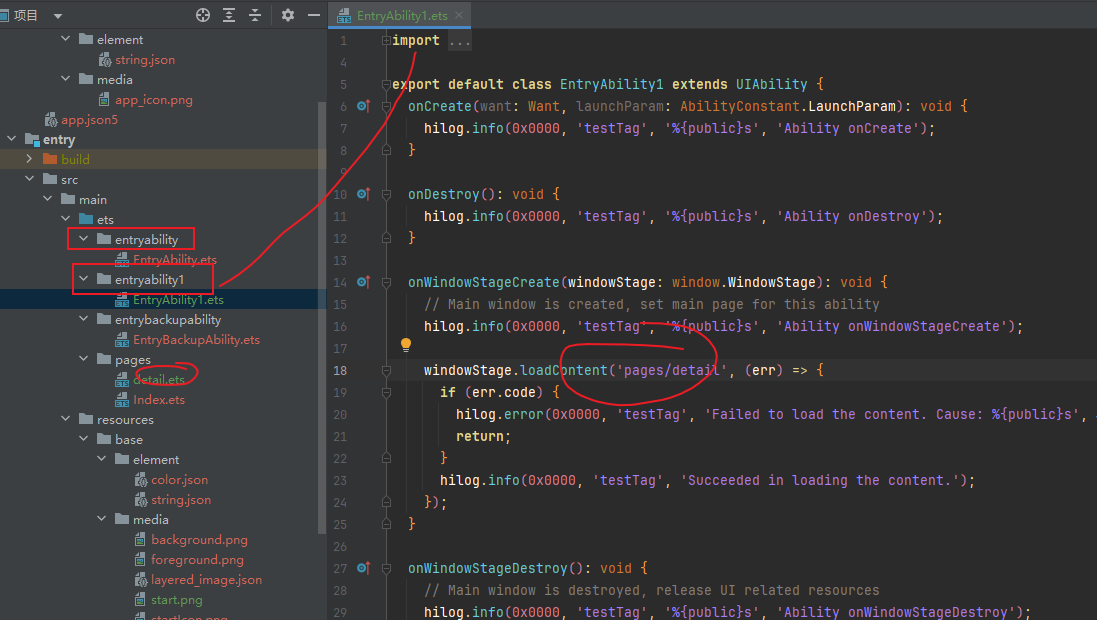 项目
element
string.json
media
app_icon.png
app.json5
entry
build
src
main
ets
entryability
EntryAbility.ets
entryability1
EntryAbility1.ets
entrybackupability
EntryBackupAbility.ets
pages
detail.ets
Index.ets
resources
base
element
color.json
string.json
media
background.png
foreground.png
layered_image.json
start.png
startIcon.png
EntryAbility1.ets
1 import ...
4
5 export default class EntryAbility1 extends UIAbility {
6 onCreate(want: Want, launchParam: AbilityConstant.LaunchParam): void {
7 hilog.info(0x0000, 'testTag', '%{public}s', 'Ability onCreate');
8 }
9
10 onDestroy(): void {
11 hilog.info(0x0000, 'testTag', '%{public}s', 'Ability onDestroy');
12 }
13
14 onWindowStageCreate(windowStage: window.WindowStage): void {
15 // Main window is created, set main page for this ability
16 hilog.info(0x0000, 'testTag', '%{public}s', 'Ability onWindowStageCreate');
17
18 windowStage.loadContent('pages/detail', (err) => {
19 if (err.code) {
20 hilog.error(0x0000, 'testTag', 'Failed to load the content. Cause: %{public}s',
21 return;
22 }
23 hilog.info(0x0000, 'testTag', 'Succeeded in loading the content.');
24 });
25 }
26
27 onWindowStageDestroy(): void {
28 // Main window is destroyed, release UI related resources
29 hilog.info(0x0000, 'testTag', '%{public}s', 'Ability onWindowStageDestroy');